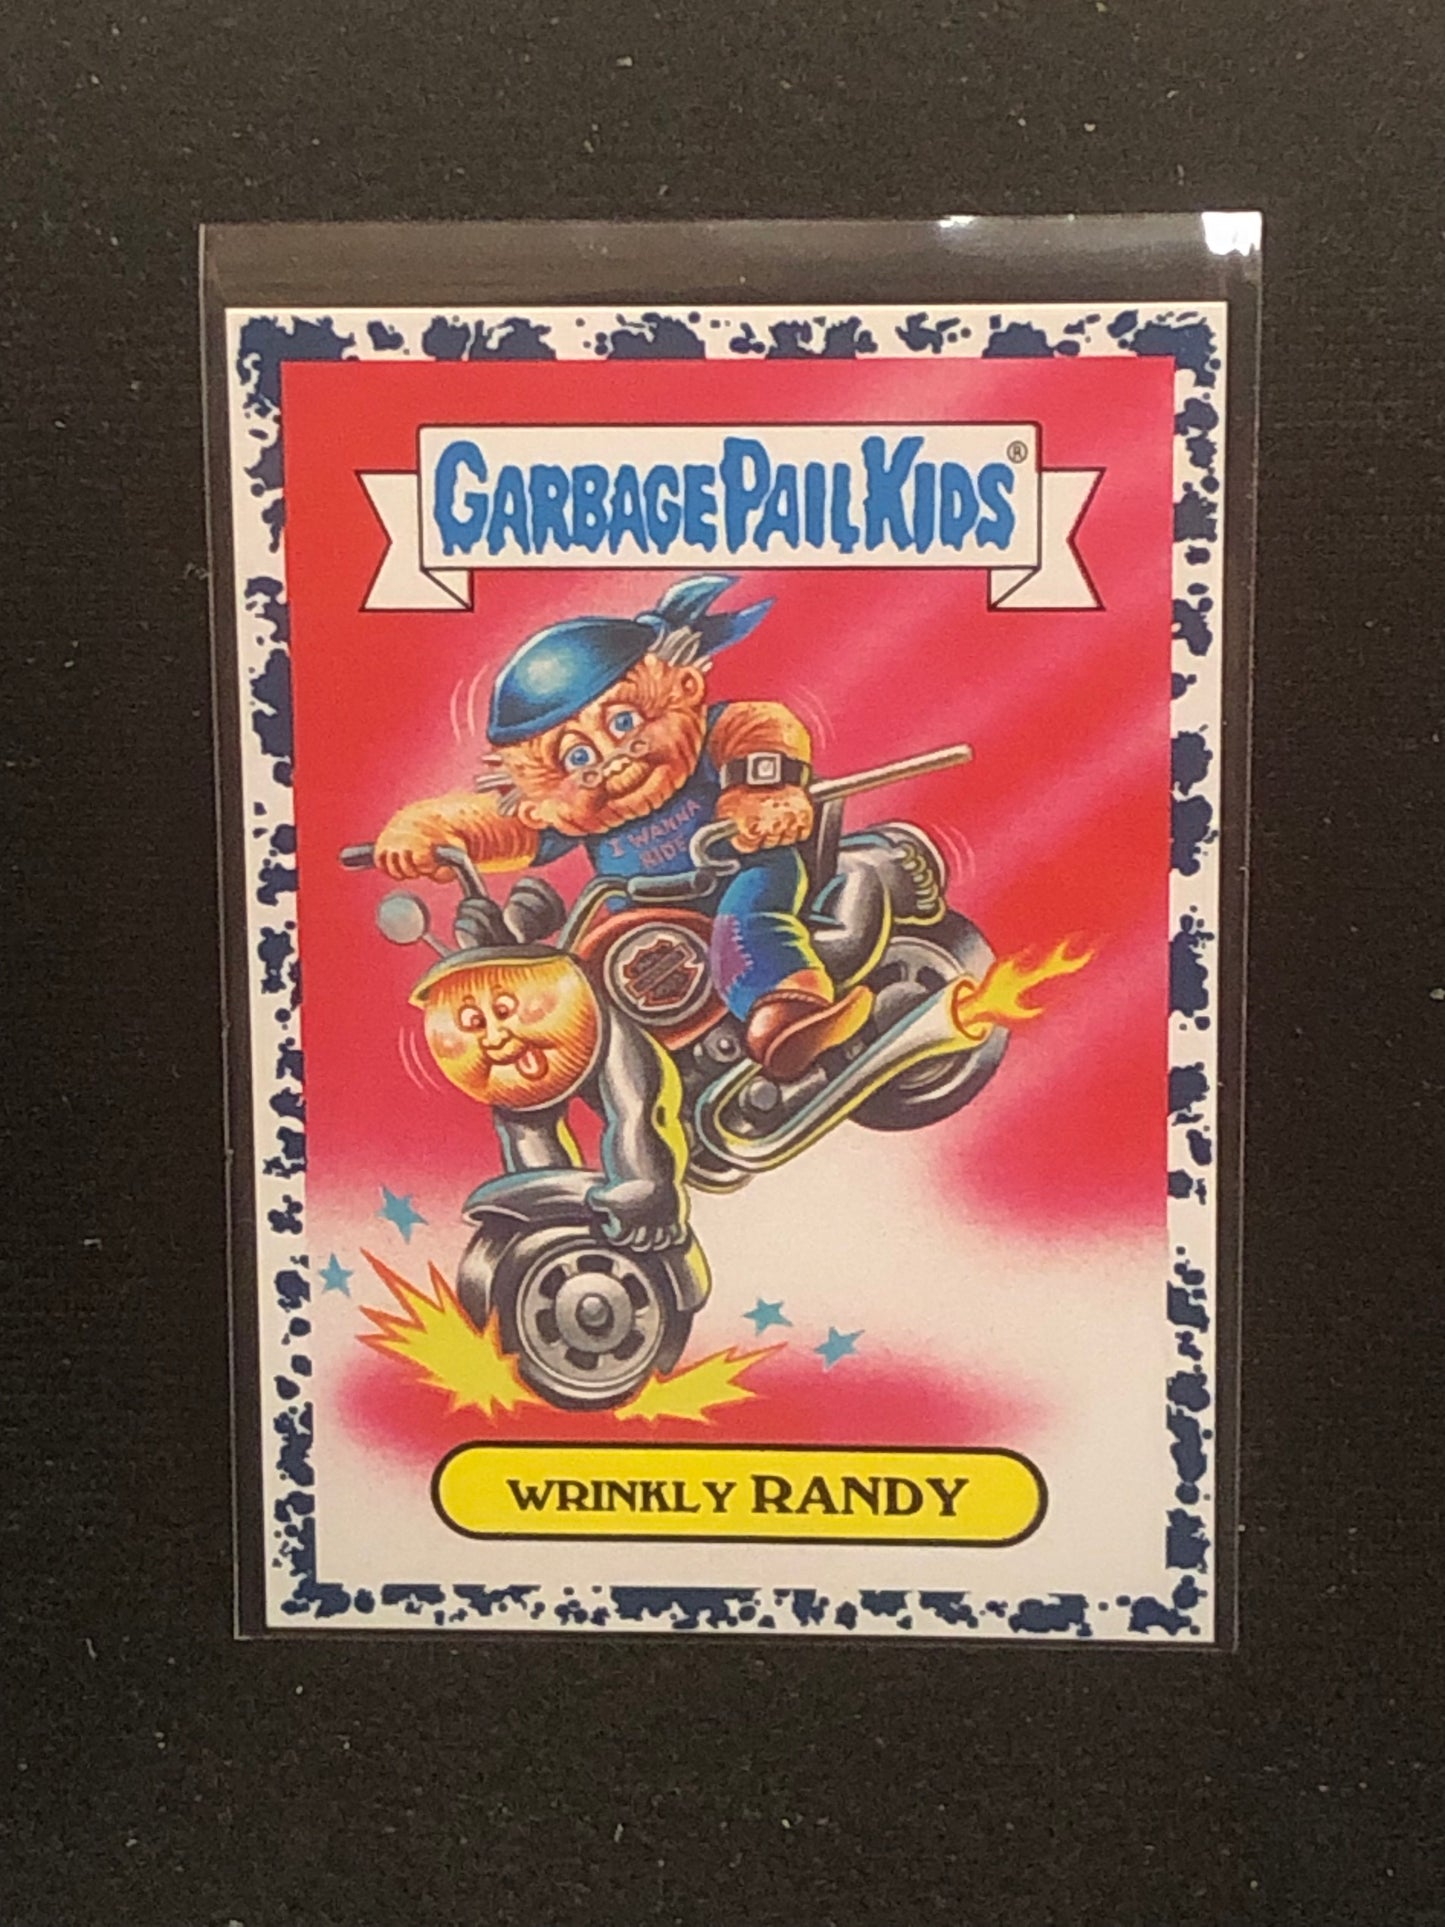 GARBAGE PAIL KIDS®
I WANNA
RIDE
WRINKLY RANDY